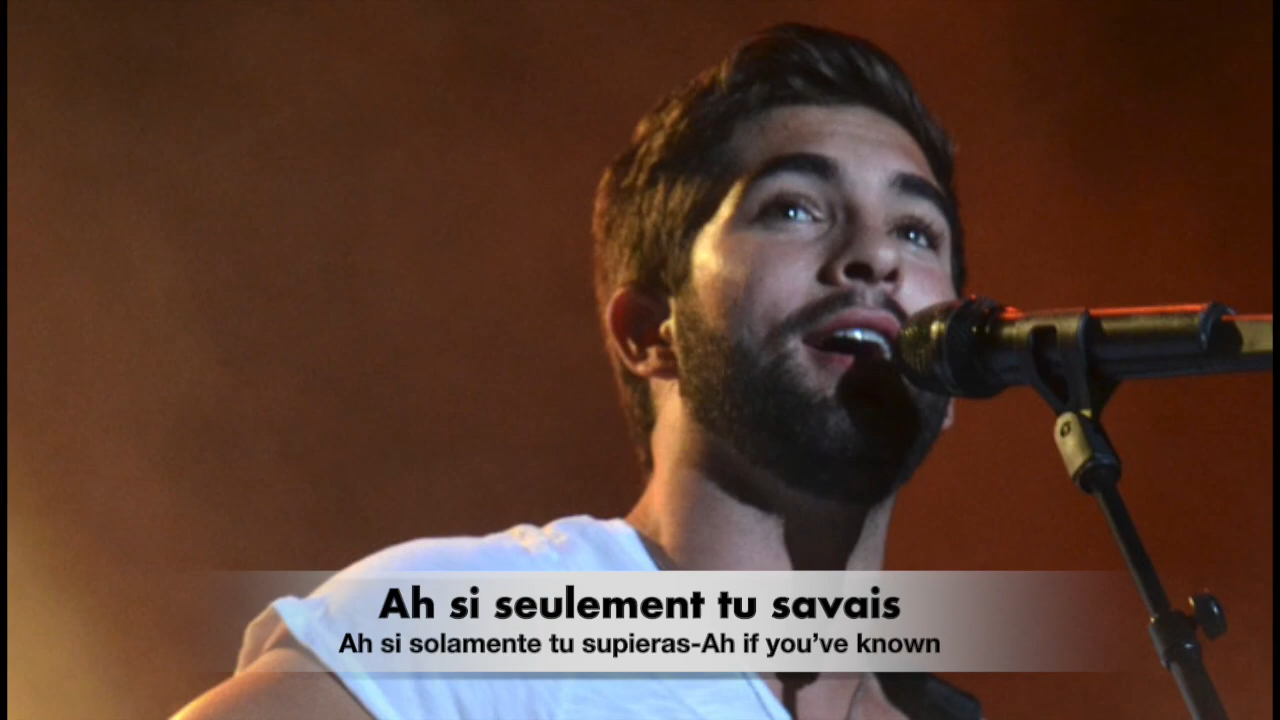 Ah si seulement tu savais
Ah si solamente tu supieras-Ah if you’ve known